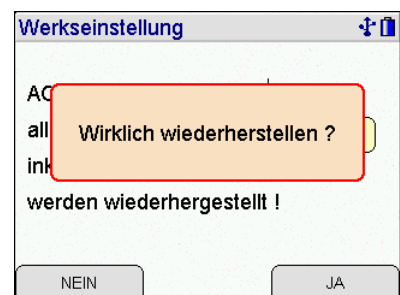 Werkseinstellung
AC
all
Wirklich wiederherstellen ?
ink
werden wiederhergestellt !
NEIN
JA